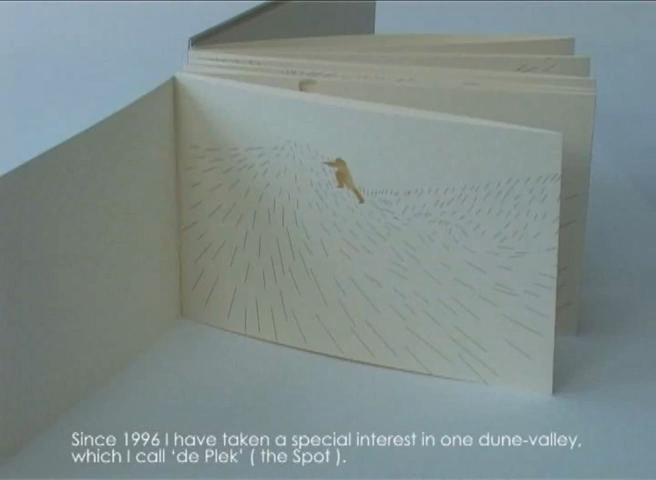 Since 1996 I have taken a special interest in one dune-valley,
which I call ‘de Plek’ ( the Spot ).